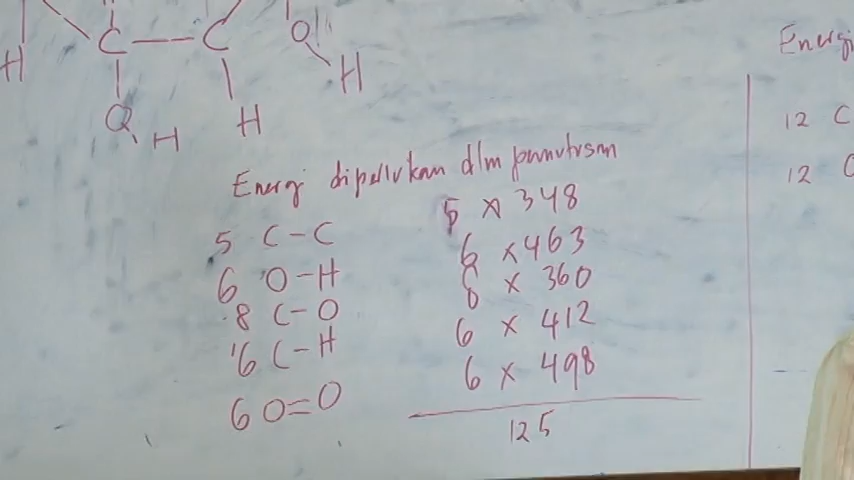 H C — C O H
O H H
Energi
12 C
12
Energi diperlukan dlm pemutusan
5 C-C 5 x 348
6 O-H 6 x 463
8 C-O 8 x 360
6 C-H 6 x 412
6 O=O 6 x 498
125